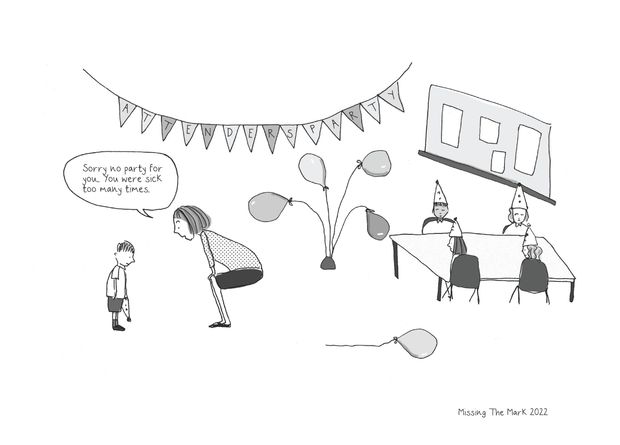 ATTENDERS PARTY
Sorry no party for
you. You were sick
too many times.
Missing The Mark 2022